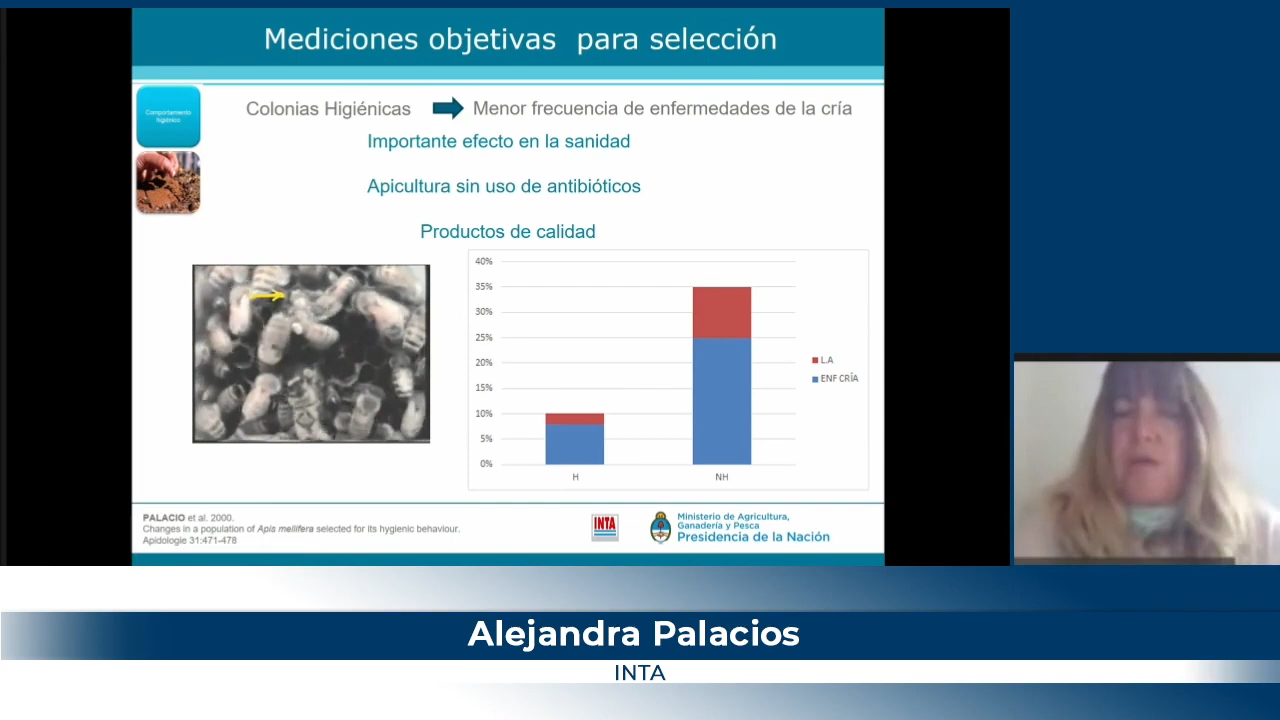 Mediciones objetivas para selección
Comportamiento
higiénico
Colonias Higiénicas
Menor frecuencia de enfermedades de la cría
Importante efecto en la sanidad
Apicultura sin uso de antibióticos
Productos de calidad
40%
35%
30%
25%
20%
15%
10%
5%
0%
H
NH
L.A
ENF CRÍA
PALACIO et al. 2000.
Changes in a population of Apis mellifera selected for its hygienic behaviour.
Apidologie 31:471-478
INTA
Ministerio de Agricultura,
Ganadería y Pesca
Presidencia de la Nación
Alejandra Palacios
INTA